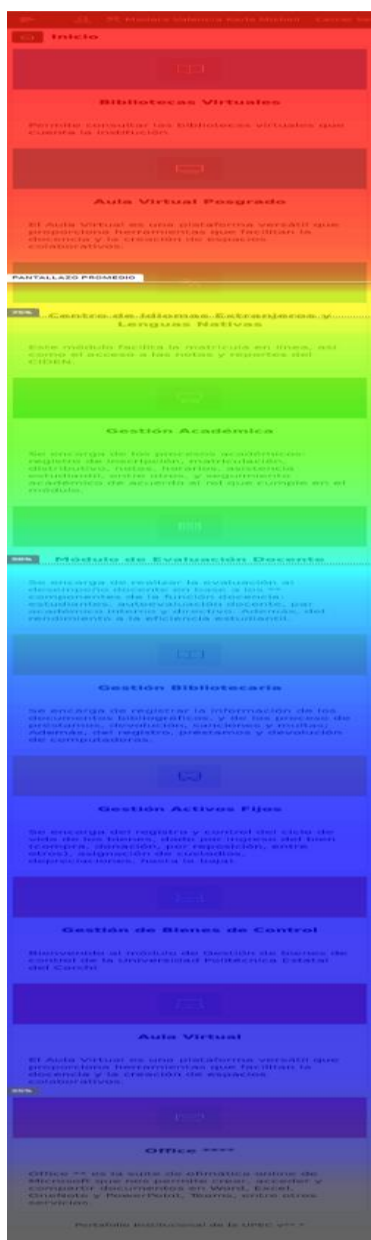 Madera Valencia Karla Michell Cerrar Se
Inicio
Bibliotecas Virtuales
Permite consultar las bibliotecas virtuales que
cuenta la institución.
Aula Virtual Posgrado
El Aula Virtual es una plataforma versátil que
proporciona herramientas que facilitan la
docencia y la creación de espacios
colaborativos.
PANTALLAZO PROMEDIO
Centro de Idiomas Extranjeros y
Lenguas Nativas
Este módulo facilita la matrícula en línea, así
como el acceso a las notas y reportes del
CIDEN.
Gestión Académica
Se encarga de los procesos académicos:
registro de inscripción, matriculación,
distributivo, notas, horarios, asistencia
estudiantil, entre otros, y seguimiento
académico de acuerdo al rol que cumple en el
módulo.
50% Módulo de Evaluación Docente
Se encarga de realizar la evaluación al
desempeño docente en base a los **
componentes de la función docencia:
estudiantes, autoevaluación docente, par
académico interno y directivo. Además, del
rendimiento a la eficiencia estudiantil.
Gestión Bibliotecaria
Se encarga de registrar la información de los
documentos bibliográficos, y de los proceso de
préstamos, devolución, sanciones y multas;
Además, del registro, préstamos y devolución
de computadoras.
Gestión Activos Fijos
Se encarga del registro y control del ciclo de
vida de los bienes, dado por ingreso del bien
(compra, donación, por reposición, entre
otros), asignación de custodios,
depreciaciones, hasta la baja).
Gestión de Bienes de Control
Bienvenido al módulo de Gestión de bienes de
control de la Universidad Politécnica Estatal
del Carchi
Aula Virtual
El Aula Virtual es una plataforma versátil que
proporciona herramientas que facilitan la
docencia y la creación de espacios
colaborativos.
Office ****
Office ** es la suite de ofimática online de
Microsoft que nos permite crear, acceder y
compartir documentos en Word, Excel,
OneNote y PowerPoint, Teams, entre otros
servicios.
Portafolio Institucional de la UPEC v** *